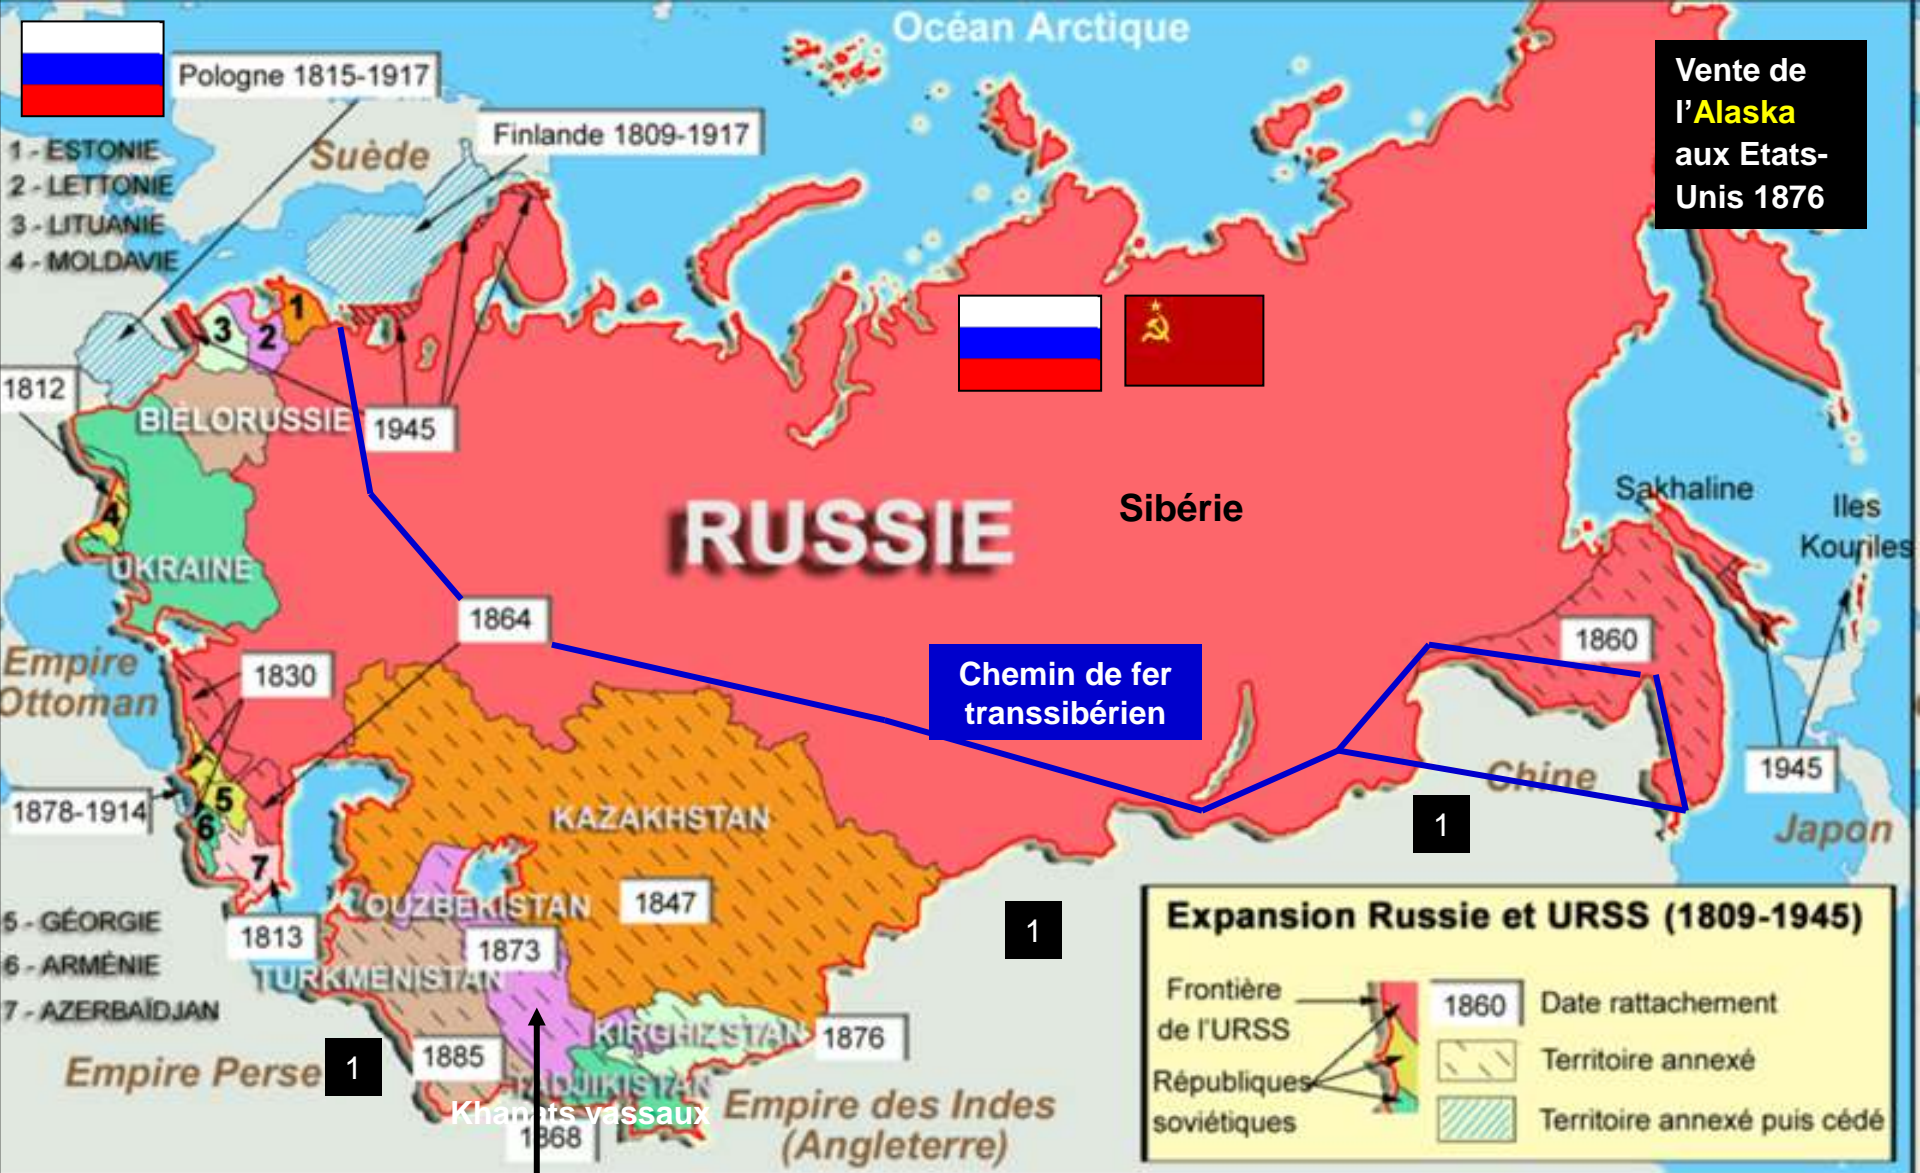 Océan Arctique
Vente de
l’Alaska
aux Etats-
Unis 1876
Pologne 1815-1917
Finlande 1809-1917
Suède
1 - ESTONIE
2 - LETTONIE
3 - LITUANIE
4 - MOLDAVIE
1
2
3
1812
BIÉLORUSSIE
1945
4
UKRAINE
RUSSIE
Sibérie
Sakhaline
Iles
Kouriles
1864
1860
Empire
Ottoman
1830
Chemin de fer
transsibérien
1945
Chine
1878-1914
5
6
7
KAZAKHSTAN
1
Japon
OUZBEKISTAN
1847
5 - GÉORGIE
6 - ARMÉNIE
7 - AZERBAÏDJAN
1813
1873
TURKMENISTAN
1
KIRGHIZSTAN
1876
Empire Perse
1
1885
TADJIKISTAN
Khanats vassaux
1868
Empire des Indes
(Angleterre)
Expansion Russie et URSS (1809-1945)
Frontière
de l'URSS
Républiques
soviétiques
1860
Date rattachement
Territoire annexé
Territoire annexé puis cédé